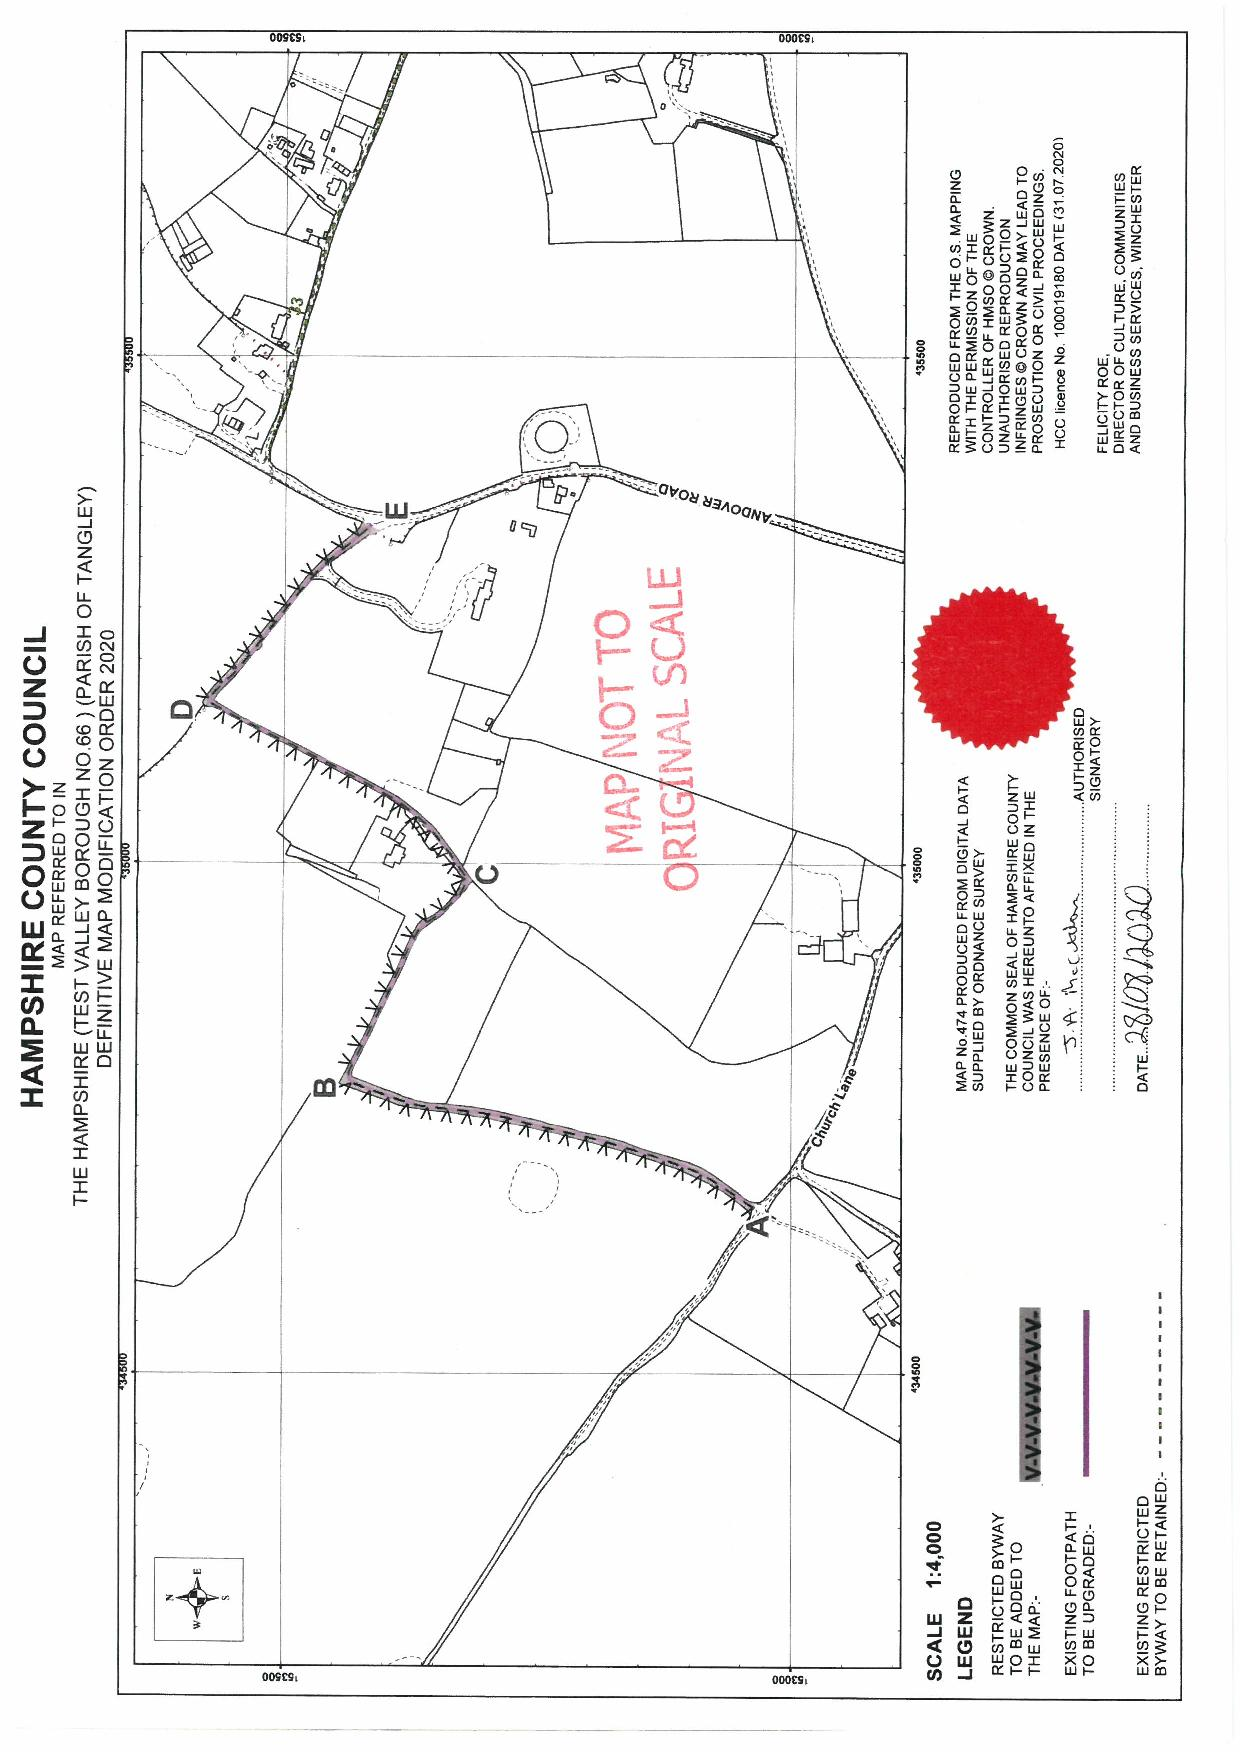 HAMPSHIRE COUNTY COUNCIL
MAP REFERRED TO IN
THE HAMPSHIRE (TEST VALLEY BOROUGH NO.66 ) (PARISH OF TANGLEY)
DEFINITIVE MAP MODIFICATION ORDER 2020
434500
435000
435500
153500
153500
153000
153000
434500
435000
435500
N
W
E
S
A
B
C
D
E
33
ANDOVER ROAD
Church Lane
MAP NOT TO
ORIGINAL SCALE
SCALE 1:4,000
LEGEND
RESTRICTED BYWAY
TO BE ADDED TO
THE MAP:-
V-V-V-V-V-V-V-V-
EXISTING FOOTPATH
TO BE UPGRADED:-
EXISTING RESTRICTED
BYWAY TO BE RETAINED:-
MAP No.474 PRODUCED FROM DIGITAL DATA
SUPPLIED BY ORDNANCE SURVEY
THE COMMON SEAL OF HAMPSHIRE COUNTY
COUNCIL WAS HEREUNTO AFFIXED IN THE
PRESENCE OF:-
J. A.
AUTHORISED
SIGNATORY
DATE 28/08/2020
REPRODUCED FROM THE O.S. MAPPING
WITH THE PERMISSION OF THE
CONTROLLER OF HMSO © CROWN.
UNAUTHORISED REPRODUCTION
INFRINGES © CROWN AND MAY LEAD TO
PROSECUTION OR CIVIL PROCEEDINGS.
HCC licence No. 100019180 DATE (31.07.2020)
FELICITY ROE,
DIRECTOR OF CULTURE, COMMUNITIES
AND BUSINESS SERVICES, WINCHESTER